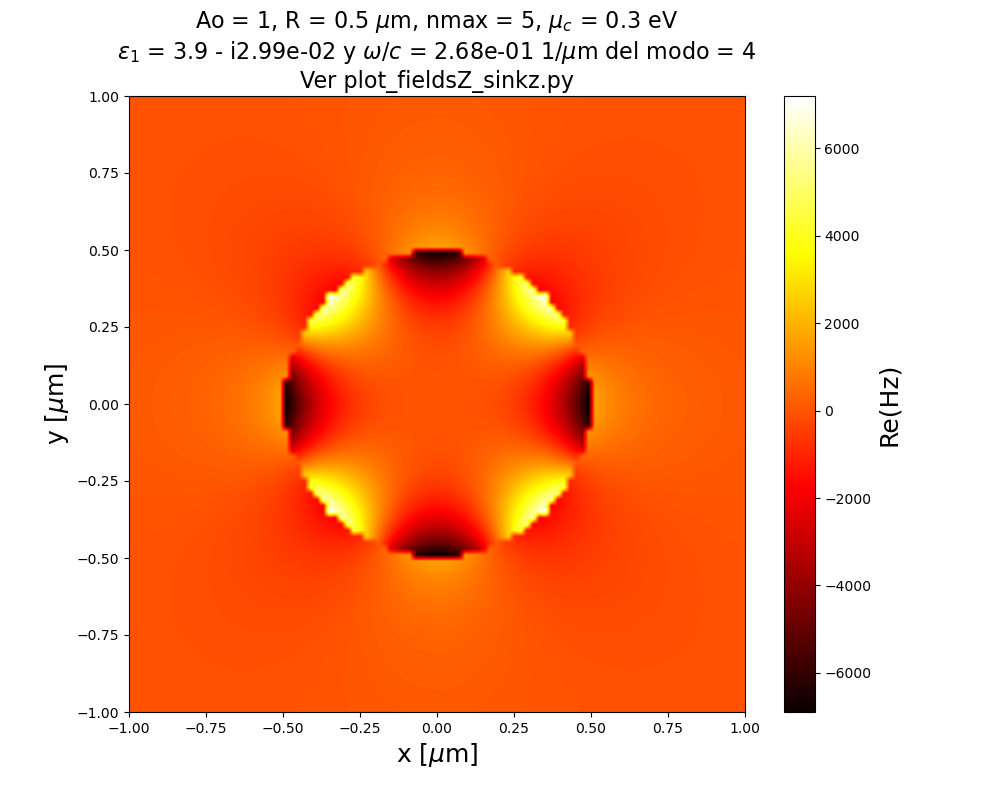 Ao = 1, R = 0.5 μm, nmax = 5, μc = 0.3 eV
ε1 = 3.9 - i2.99e-02 y ω/c = 2.68e-01 1/μm del modo = 4
Ver plot_fieldsZ_sinkz.py
1.00
0.75
0.50
0.25
0.00
−0.25
−0.50
−0.75
−1.00
y [μm]
−1.00 −0.75 −0.50 −0.25 0.00 0.25 0.50 0.75 1.00
x [μm]
6000
4000
2000
0
−2000
−4000
−6000
Re(Hz)